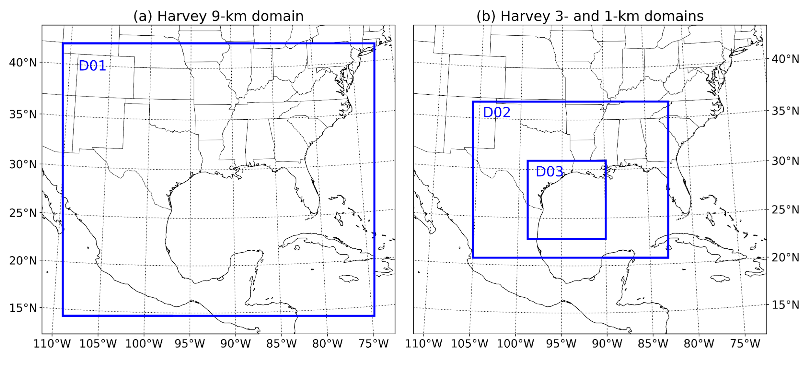 (a) Harvey 9-km domain
(b) Harvey 3- and 1-km domains
D01
40°N
35°N
30°N
25°N
20°N
15°N
110°W 105°W 100°W 95°W 90°W 85°W 80°W 75°W
D02
D03
40°N
35°N
30°N
25°N
20°N
15°N
110°W 105°W 100°W 95°W 90°W 85°W 80°W 75°W